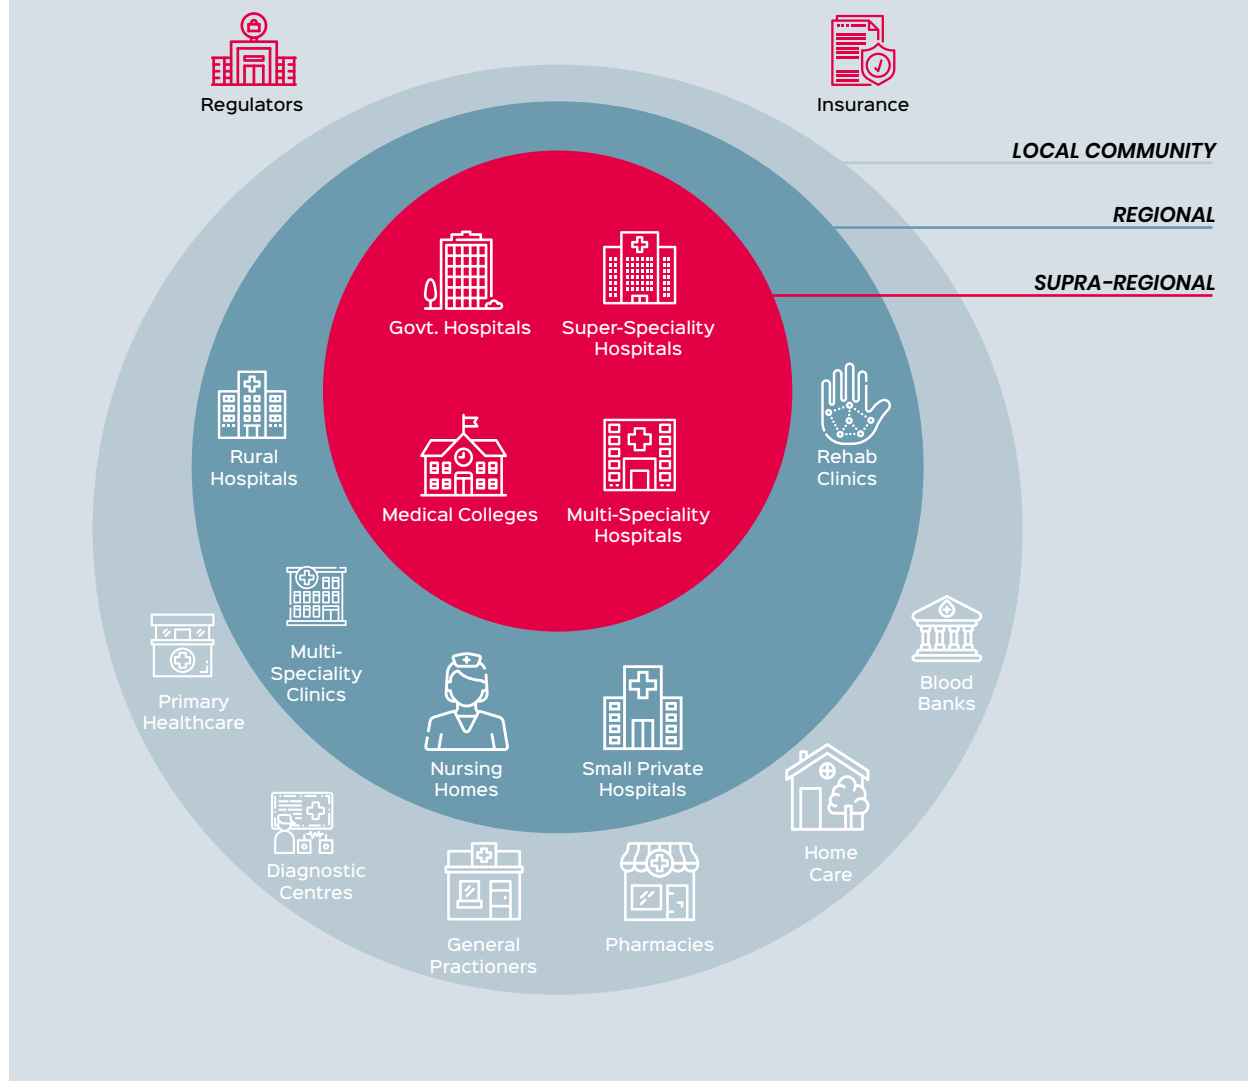 Regulators
Insurance
LOCAL COMMUNITY
REGIONAL
SUPRA-REGIONAL
Govt. Hospitals
Super-Speciality
Hospitals
Rural
Hospitals
Rehab
Clinics
Medical Colleges
Multi-Speciality
Hospitals
Multi-
Speciality
Clinics
Primary
Healthcare
Blood
Banks
Nursing
Homes
Small Private
Hospitals
Home
Care
Diagnostic
Centres
General
Practioners
Pharmacies